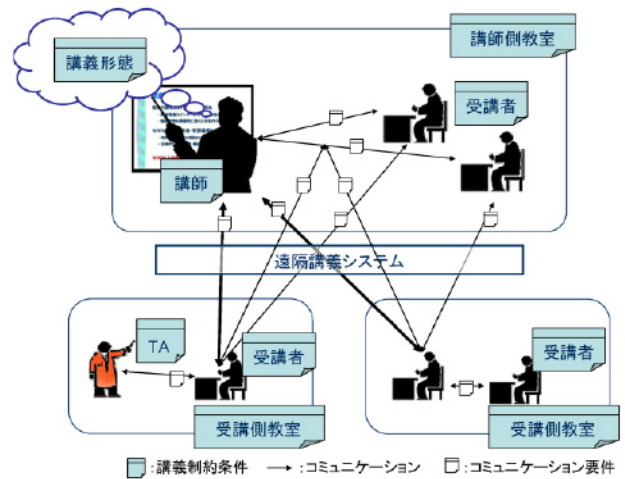 講師側教室
講義形態
受講者
講師
遠隔講義システム
TA
受講者
受講側教室
受講者
受講側教室
:講義制約条件
:コミュニケーション
:コミュニケーション要件